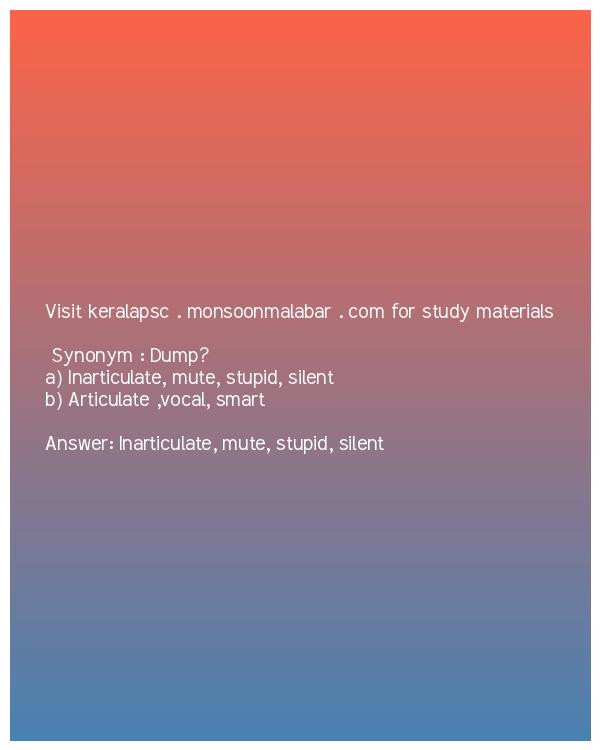 Visit keralapsc . monsoonmalabar . com for study materials
Synonym : Dump?
a) Inarticulate, mute, stupid, silent
b) Articulate ,vocal, smart
Answer: Inarticulate, mute, stupid, silent